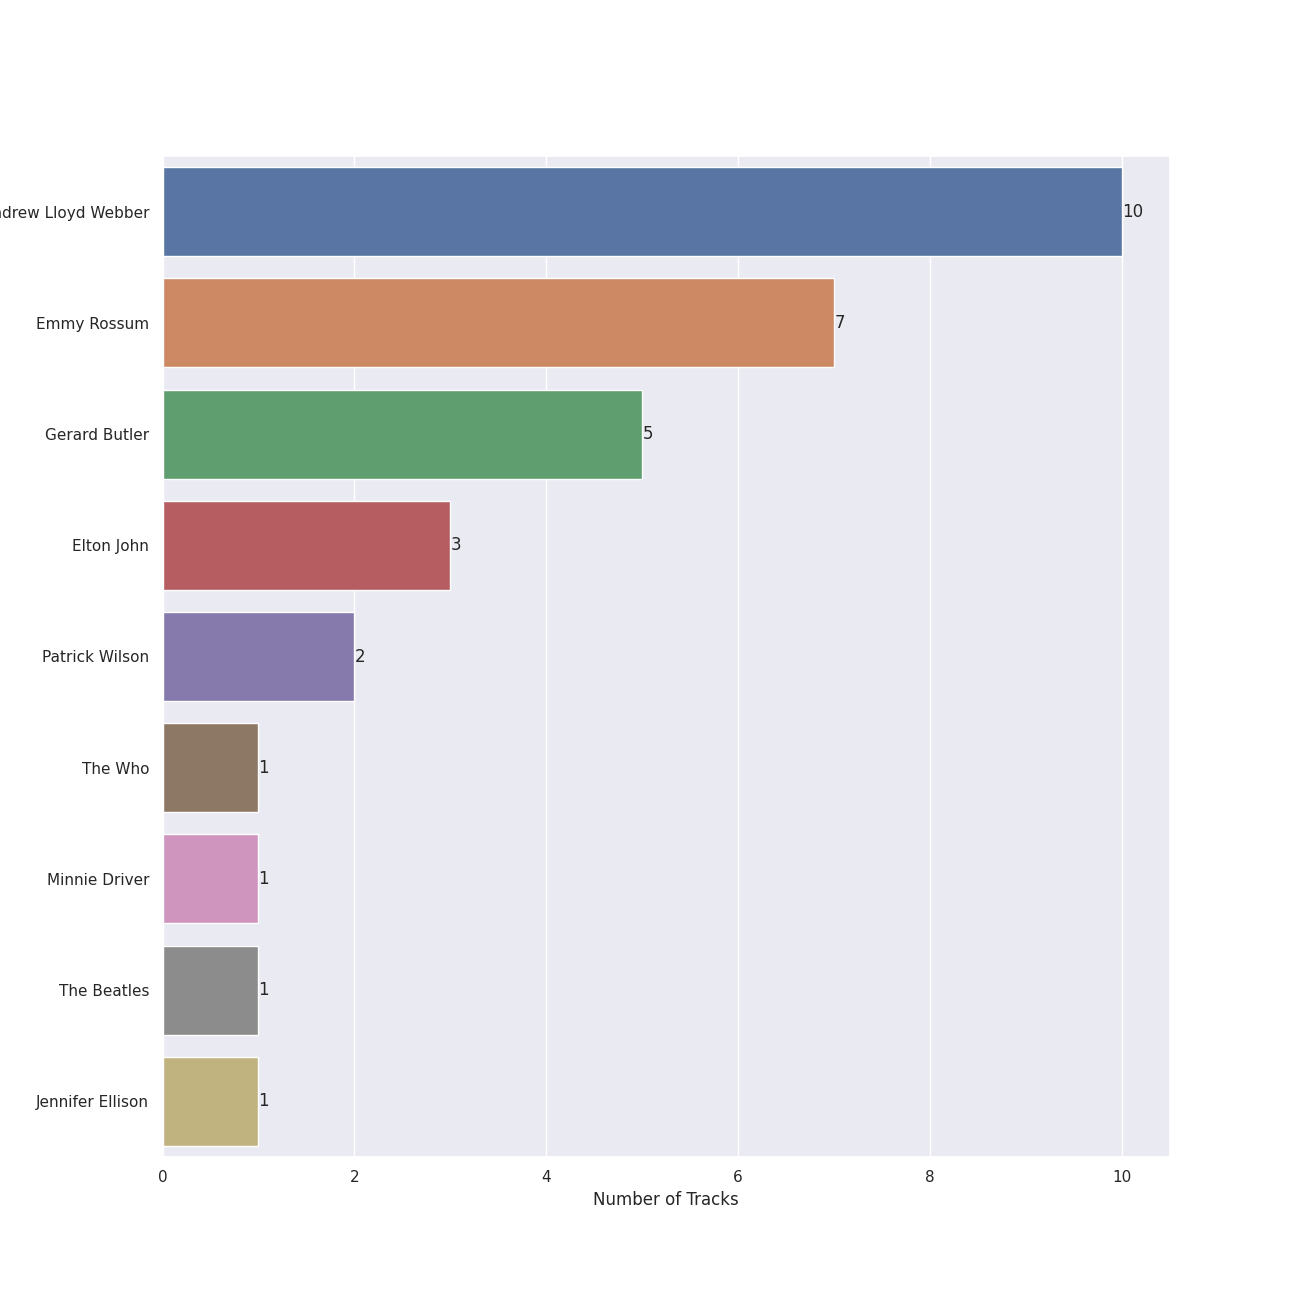 drew Lloyd Webber
10
Emmy Rossum
7
Gerard Butler
5
Elton John
3
Patrick Wilson
2
The Who
1
Minnie Driver
1
The Beatles
1
Jennifer Ellison
1
0 2 4 6 8 10
Number of Tracks